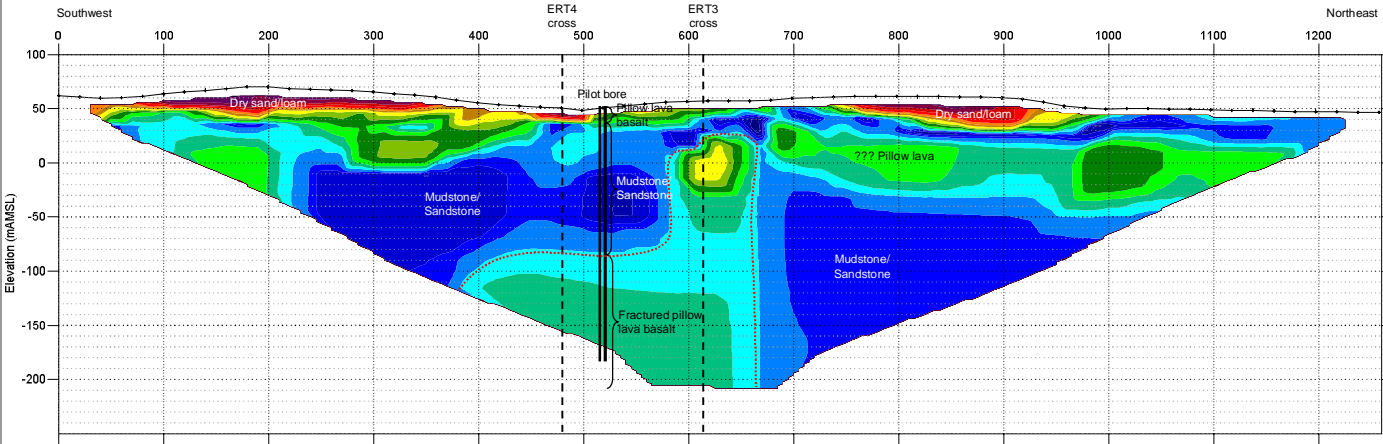 Southwest
ERT4
cross
ERT3
cross
Northeast
0 100 200 300 400 500 600 700 800 900 1000 1100 1200
100
50
0
-50
-100
-150
-200
Elevation (mAMSL)
Pilot bore
Dry sand/loam
Pillow lava
basalt
Dry sand/loam
??? Pillow lava
Mudstone/
Sandstone
Mudstone/
Sandstone
Mudstone/
Sandstone
Fractured pillow
lava basalt